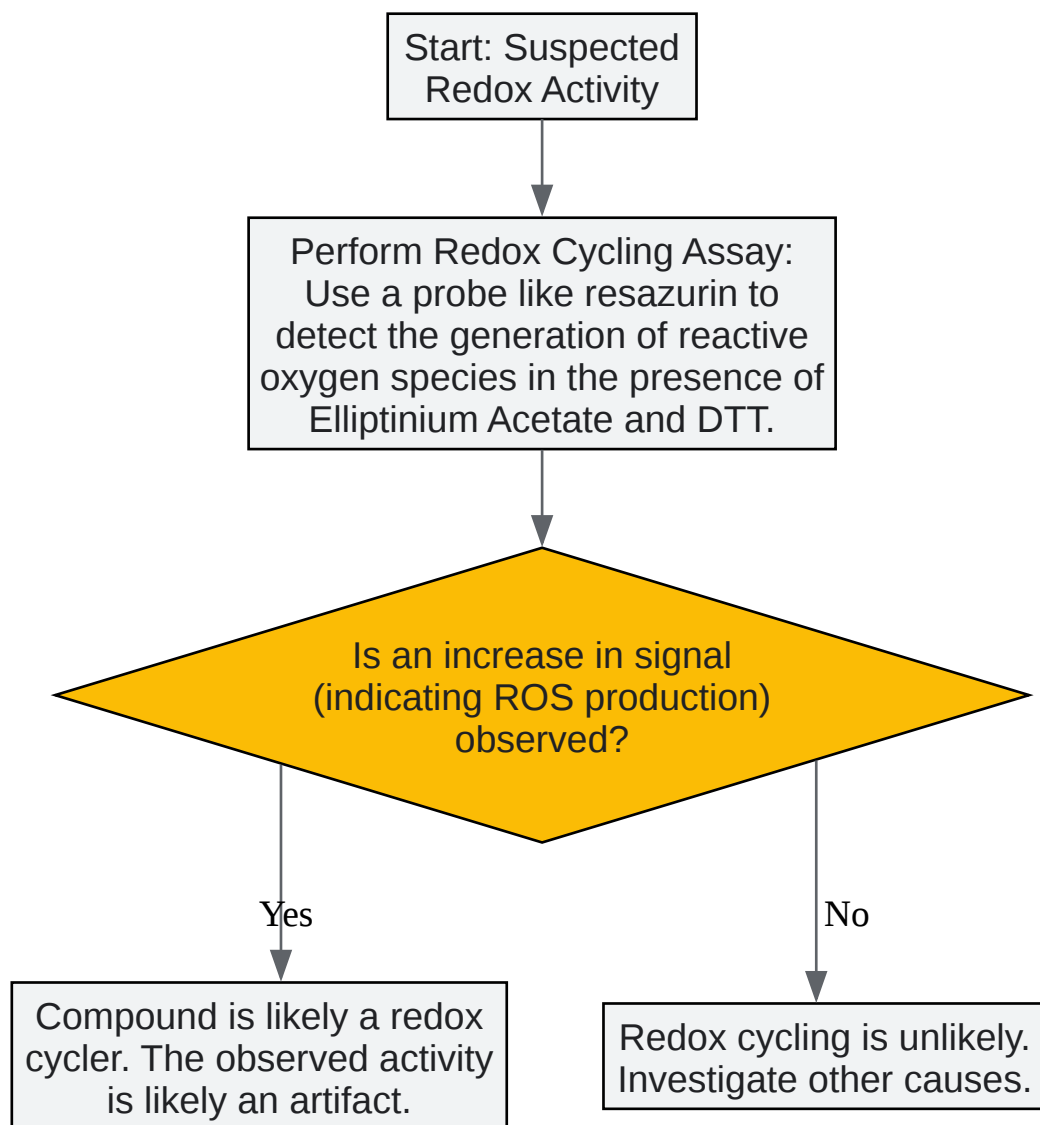 Start: Suspected
Redox Activity
Perform Redox Cycling Assay:
Use a probe like resazurin to
detect the generation of reactive
oxygen species in the presence of
Elliptinium Acetate and DTT.
Is an increase in signal
(indicating ROS production)
observed?
Yes
No
Compound is likely a redox
cycler. The observed activity
is likely an artifact.
Redox cycling is unlikely.
Investigate other causes.